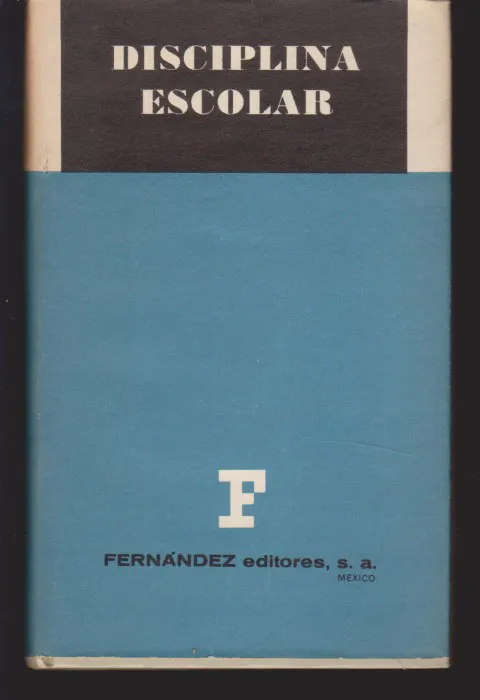 DISCIPLINA
ESCOLAR
F
FERNÁNDEZ editores, s. a.
MEXICO